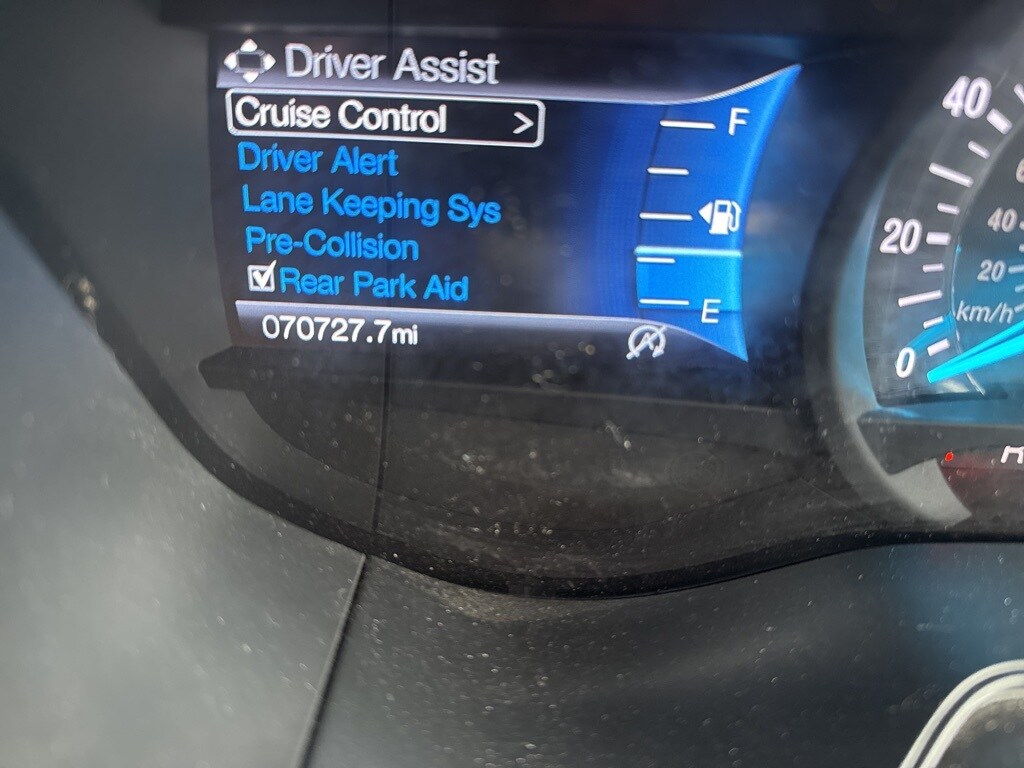 Driver Assist
Cruise Control >
Driver Alert
Lane Keeping Sys
Pre-Collision
Rear Park Aid
070727.7mi
F
E
A
40
20
0
40
20
km/h